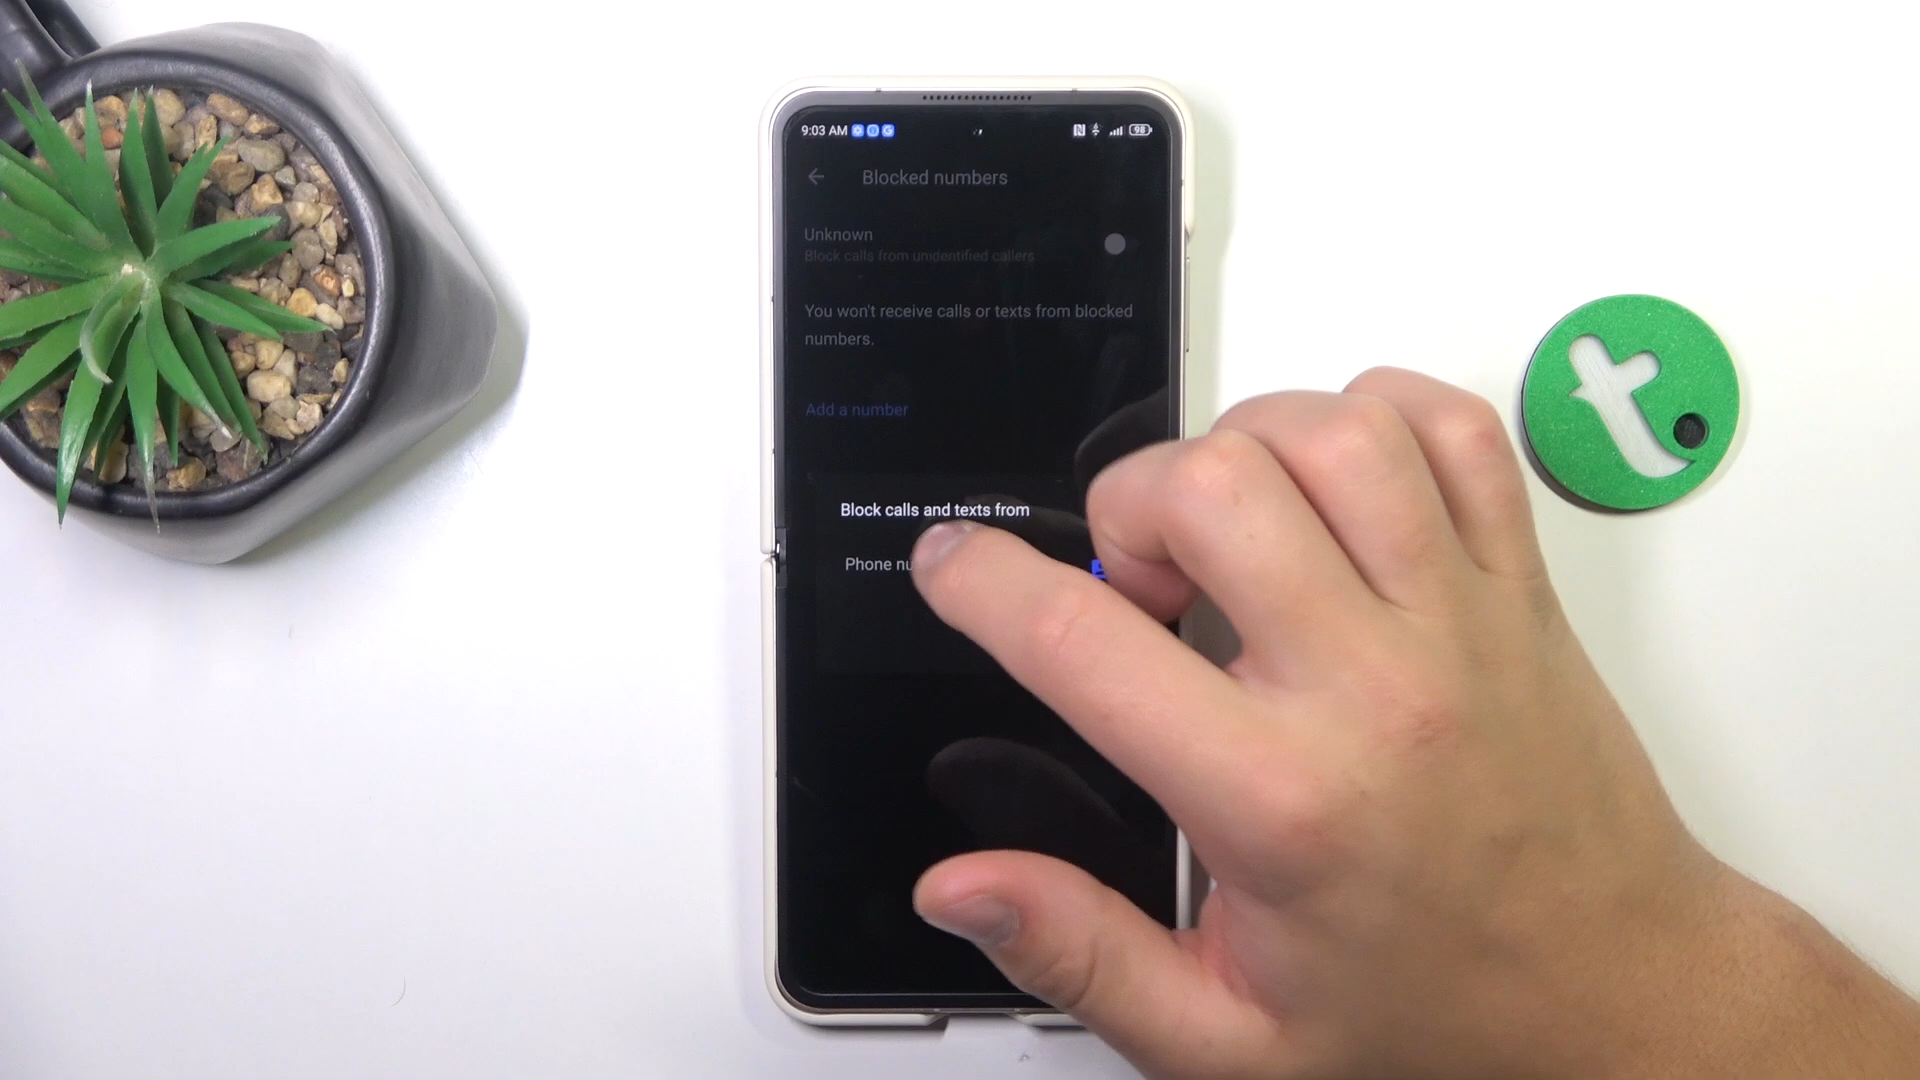 9:03 AM
98
Blocked numbers
Unknown
Block calls from unidentified callers
You won't receive calls or texts from blocked
numbers.
Add a number
Block calls and texts from
Phone nu